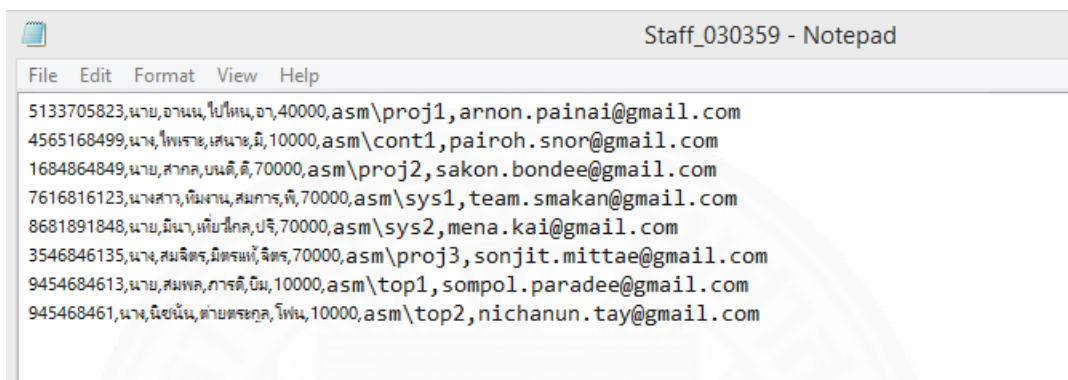 Staff_030359 - Notepad
File Edit Format View Help
5133705823,นาย,อานน,ไปไหน,อา,40000,asm\proj1,arnon.painai@gmail.com
4565168499,นาง,ไพเราะ,เสนาะ,มิ,10000,asm\cont1,pairoh.snor@gmail.com
1684864849,นาย,สากล,บนดี,ดี,70000,asm\proj2,sakon.bondee@gmail.com
7616816123,นางสาว,ทีมงาน,สมการ,พิ,70000,asm\sys1,team.smakan@gmail.com
8681891848,นาย,มีนา,เที่ยวไกล,ปริ,70000,asm\sys2,mena.kai@gmail.com
3546846135,นาง,สมจิตร,มิตรแท้,จิตร,70000,asm\proj3,sonjit.mittae@gmail.com
9454684613,นาย,สมพล,ภารดี,บิม,10000,asm\top1,sompol.paradee@gmail.com
945468461,นาง,นิชนั้น,ต่ายตระกูล,โฟน,10000,asm\top2,nichanun.tay@gmail.com